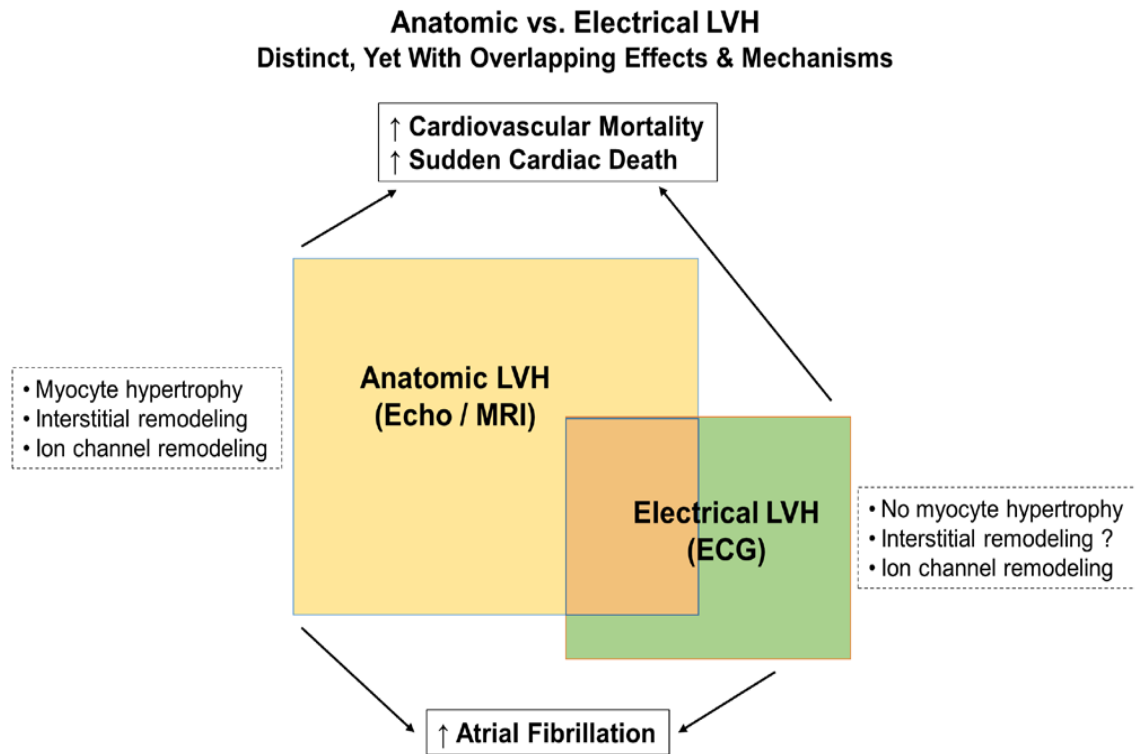 Anatomic vs. Electrical LVH
Distinct, Yet With Overlapping Effects & Mechanisms
↑ Cardiovascular Mortality
↑ Sudden Cardiac Death
• Myocyte hypertrophy
• Interstitial remodeling
• Ion channel remodeling
Anatomic LVH
(Echo / MRI)
Electrical LVH
(ECG)
• No myocyte hypertrophy
• Interstitial remodeling ?
• Ion channel remodeling
↑ Atrial Fibrillation